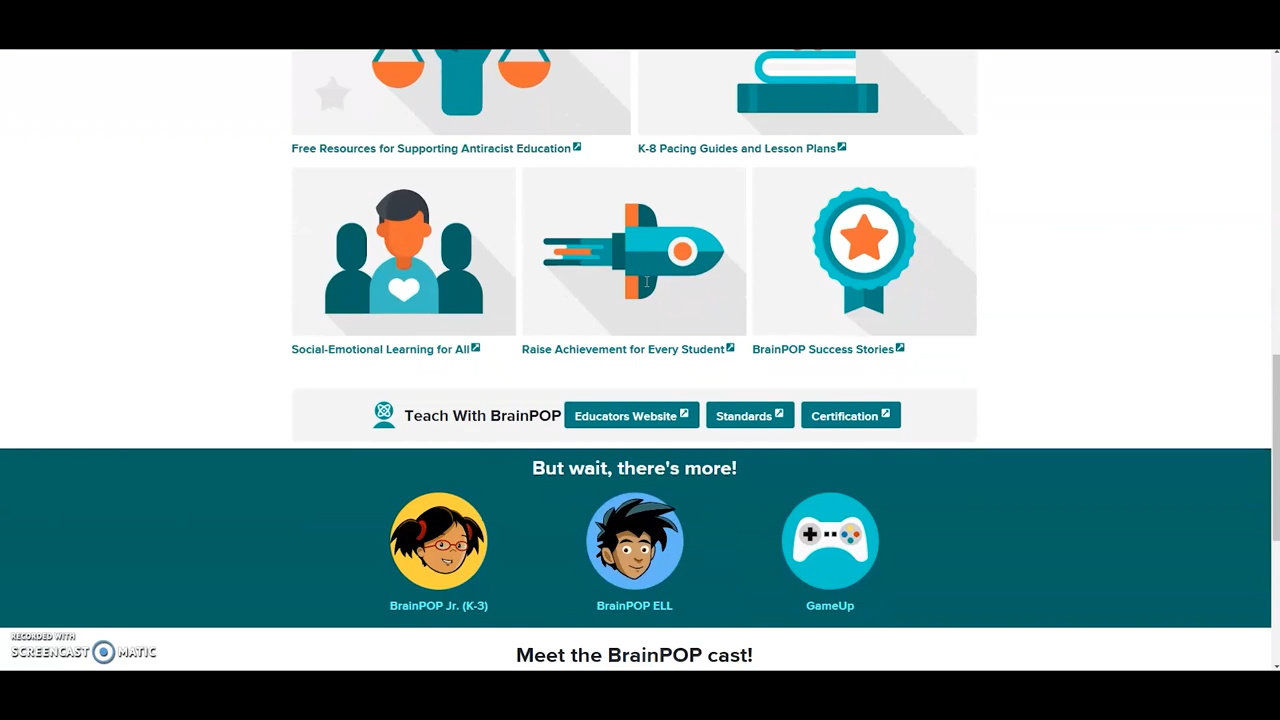 Free Resources for Supporting Antiracist Education
K-8 Pacing Guides and Lesson Plans
Social-Emotional Learning for All
Raise Achievement for Every Student
BrainPOP Success Stories
Teach With BrainPOP
Educators Website
Standards
Certification
But wait, there's more!
BrainPOP Jr. (K-3)
BrainPOP ELL
GameUp
Meet the BrainPOP cast!
RECORDED WITH
SCREENCAST MATIC